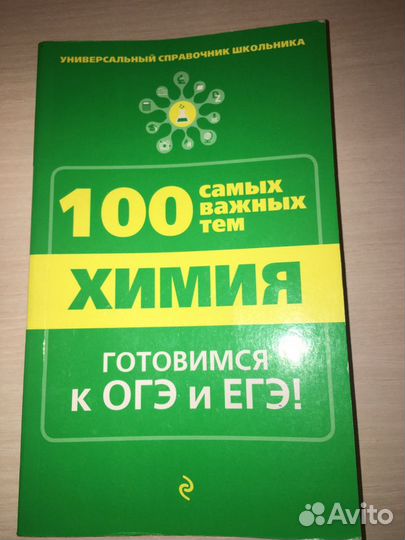 УНИВЕРСАЛЬНЫЙ СПРАВОЧНИК ШКОЛЬНИКА
100 самых
важных
тем
ХИМИЯ
ГОТОВИМСЯ
к ОГЭ и ЕГЭ!
Avito